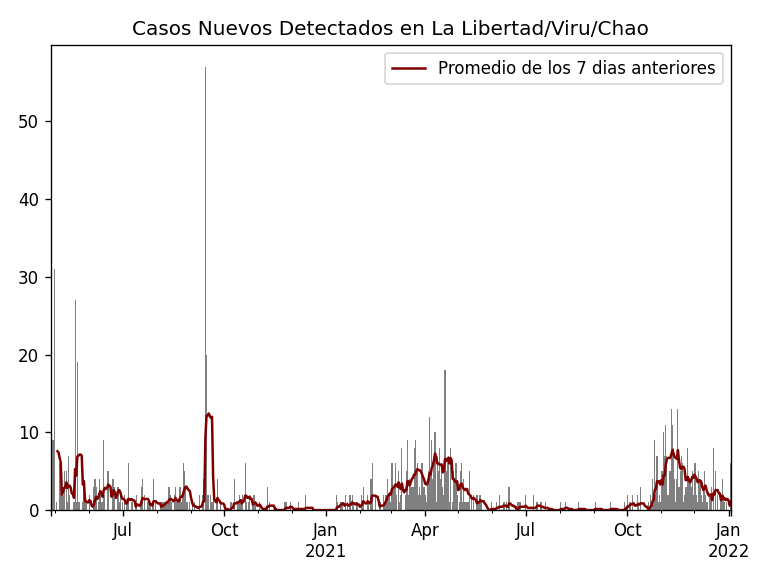 Casos Nuevos Detectados en La Libertad/Viru/Chao
Promedio de los 7 dias anteriores
50
40
30
20
10
0
Jul Oct Jan Apr Jul Oct Jan
2021 2022